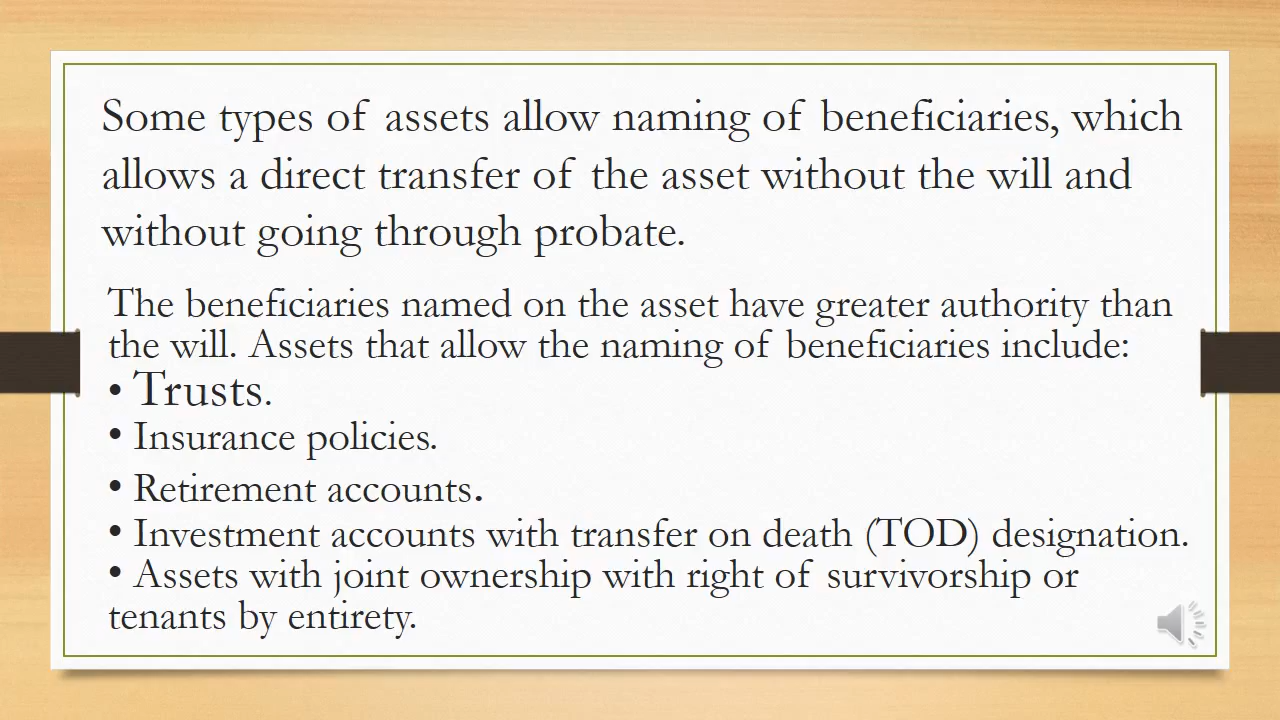 Some types of assets allow naming of beneficiaries, which
allows a direct transfer of the asset without the will and
without going through probate.
The beneficiaries named on the asset have greater authority than
the will. Assets that allow the naming of beneficiaries include:
• Trusts.
• Insurance policies.
• Retirement accounts.
• Investment accounts with transfer on death (TOD) designation.
• Assets with joint ownership with right of survivorship or
tenants by entirety.